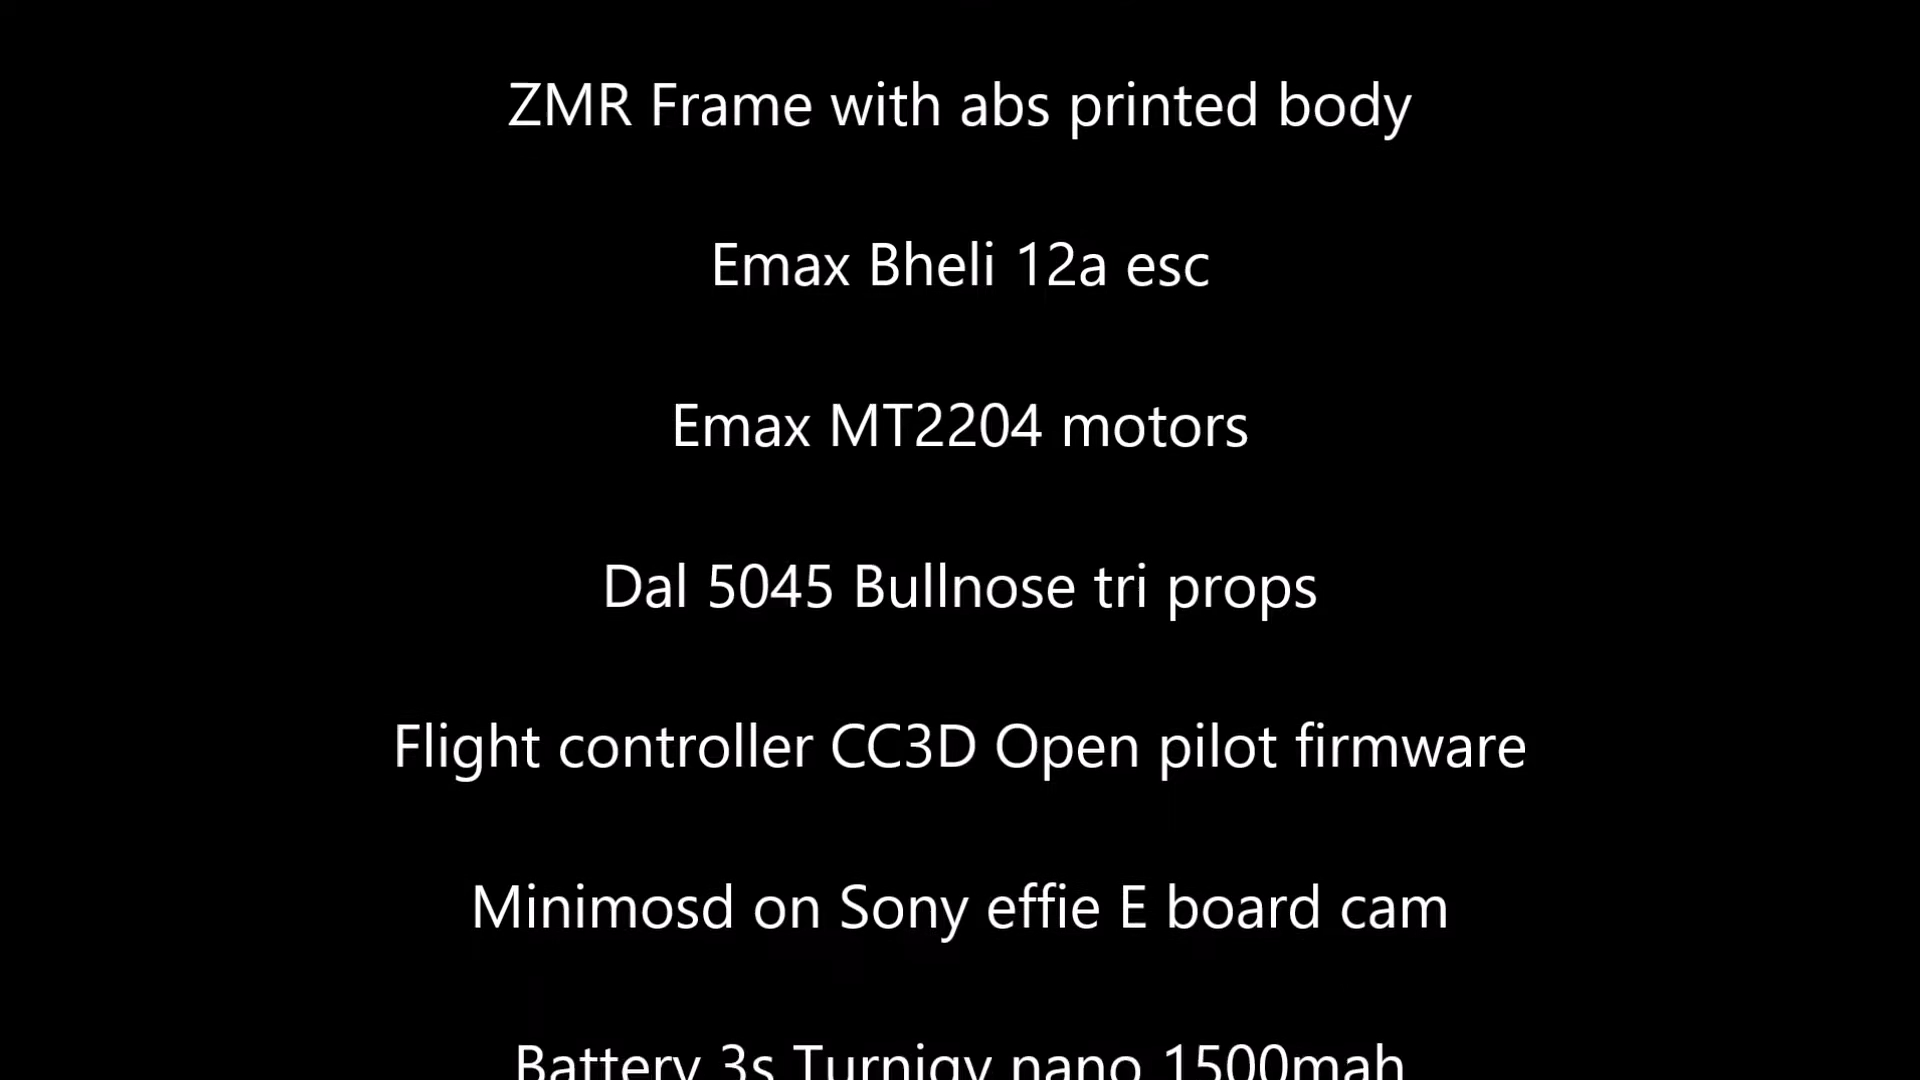 ZMR Frame with abs printed body
Emax Bheli 12a esc
Emax MT2204 motors
Dal 5045 Bullnose tri props
Flight controller CC3D Open pilot firmware
Minimosd on Sony effie E board cam
Battery 3s Turnigy nano 1500mah